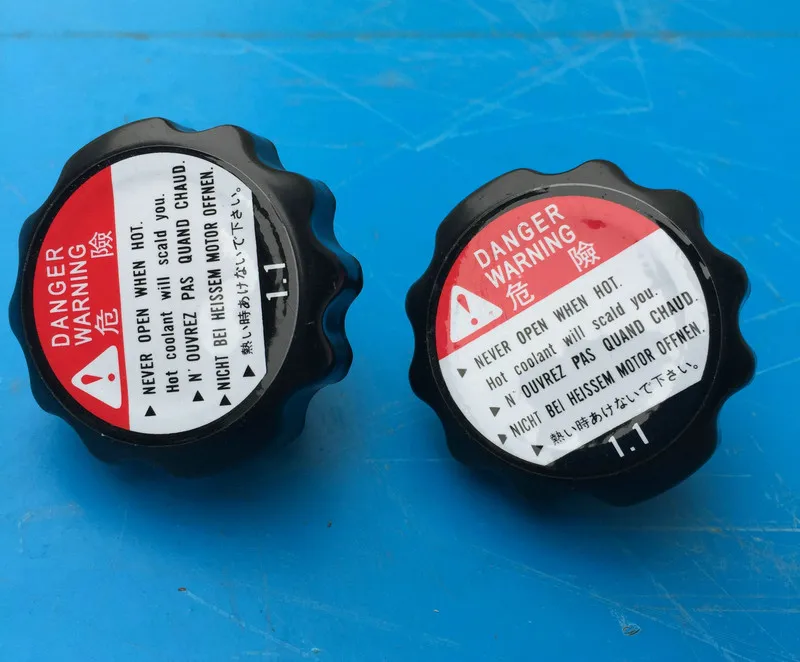 DANGER
WARNING
危 險
▶ NEVER OPEN WHEN HOT.
Hot coolant will scald you.
▶ N' OUVREZ PAS QUAND CHAUD.
▶ NICHT BEI HEISSEM MOTOR OFFNEN.
▶ 熱い時あけないで下さい。
1.1
DANGER
WARNING
危 險
▶ NEVER OPEN WHEN HOT.
Hot coolant will scald you.
▶ N' OUVREZ PAS QUAND CHAUD.
▶ NICHT BEI HEISSEM MOTOR OFFNEN.
▶ 熱い時あけないで下さい。
1.1